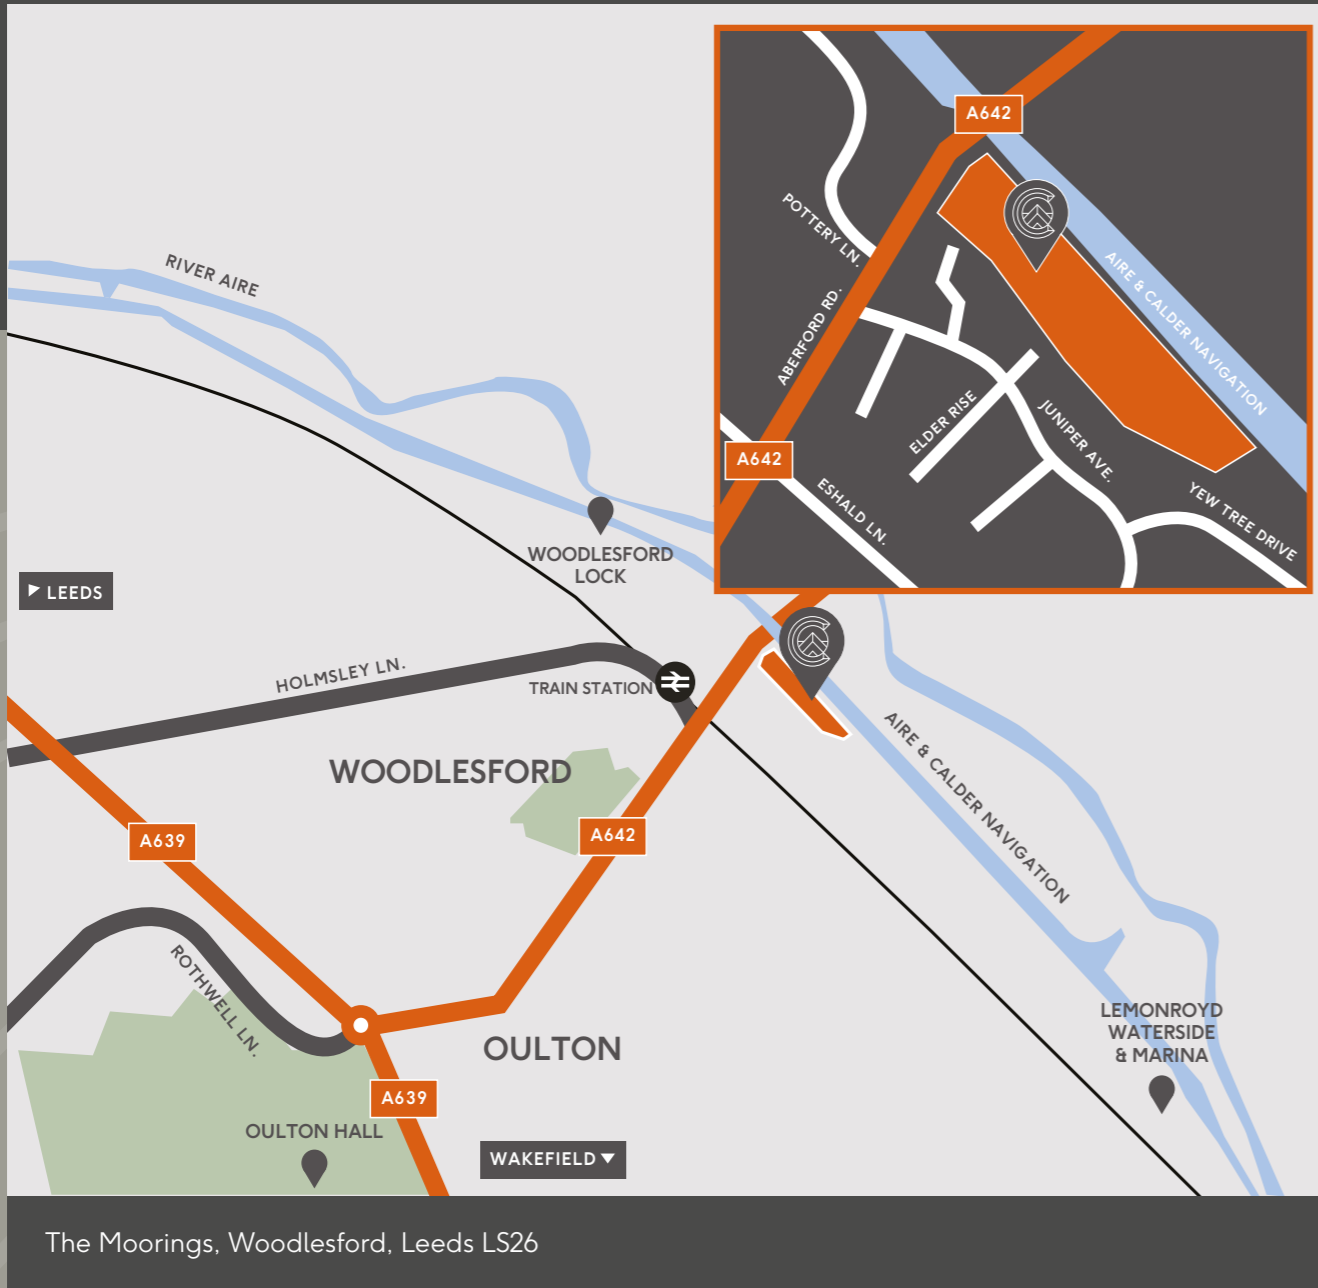 A642
POTTERY LN.
ABERFORD RD.
AIRE & CALDER NAVIGATION
ELDER RISE
JUNIPER AVE.
A642
ESHALD LN.
YEW TREE DRIVE
RIVER AIRE
WOODLESFORD
LOCK
LEEDS
HOLMSLEY LN.
TRAIN STATION
WOODLESFORD
AIRE & CALDER NAVIGATION
A639
A642
ROTHWELL LN.
OULTON
LEMONROYD
WATERSIDE
& MARINA
A639
OULTON HALL
WAKEFIELD
The Moorings, Woodlesford, Leeds LS26